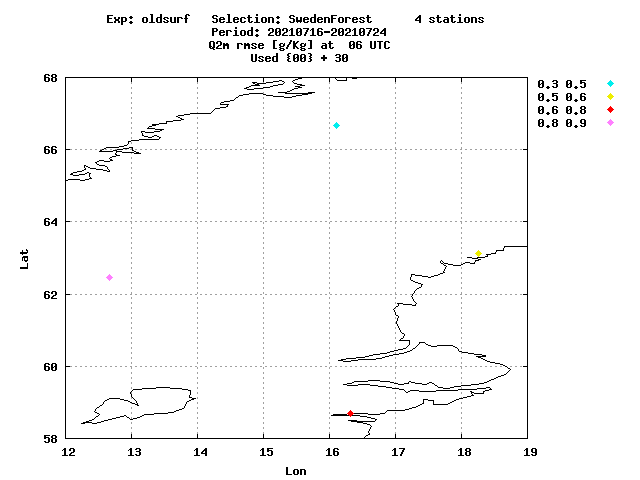 Exp: oldsurf Selection: SwedenForest 4 stations
Period: 20210716-20210724
Q2m rmse [g/Kg] at 06 UTC
Used {00} + 30
0.3 0.5
0.5 0.6
0.6 0.8
0.8 0.9
68
66
64
62
60
58
Lat
12 13 14 15 16 17 18 19
Lon